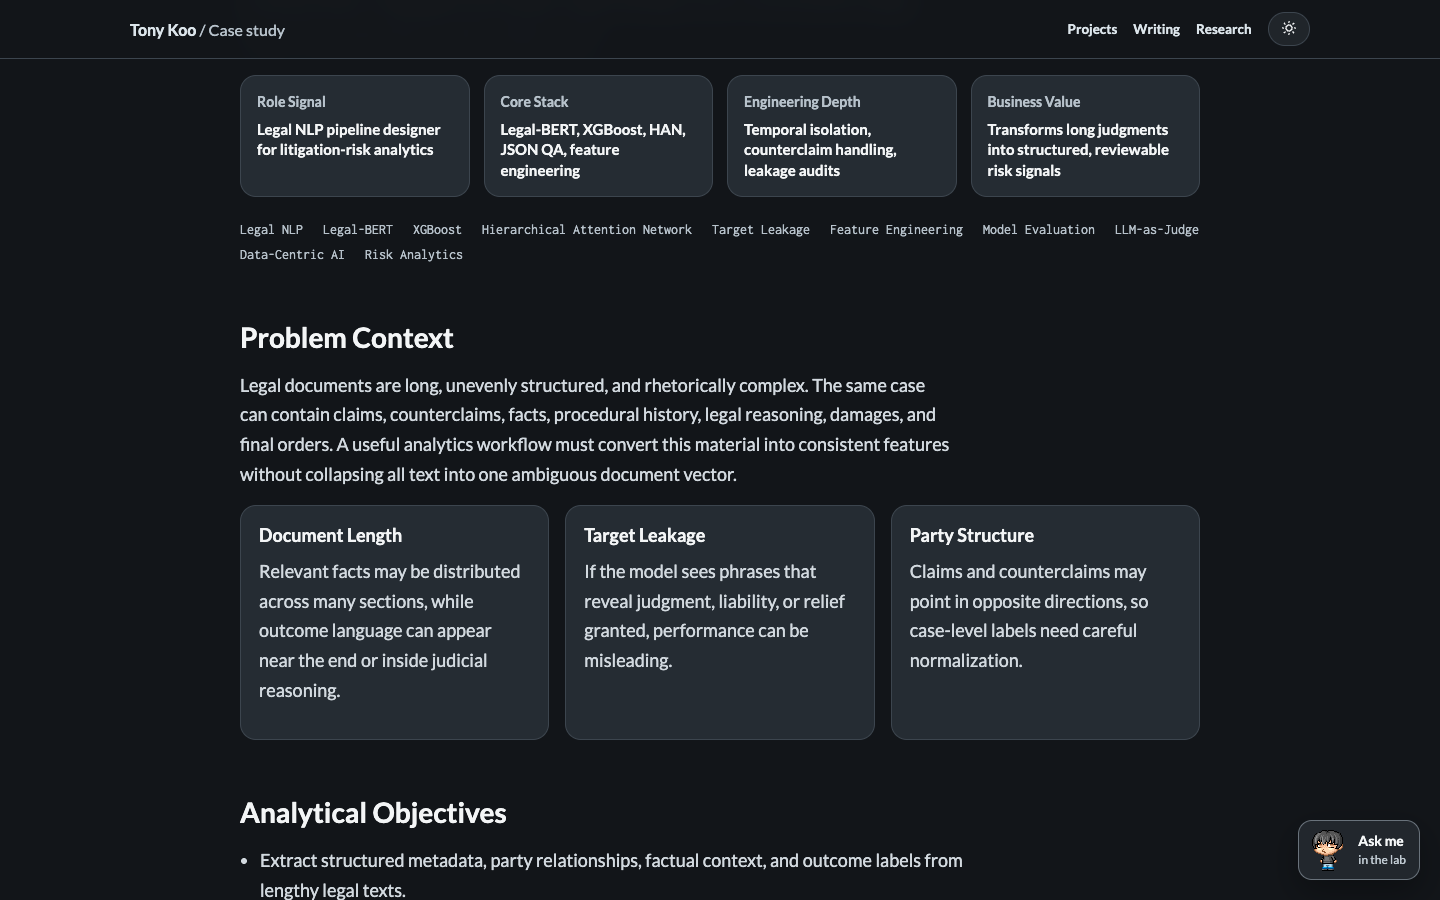 Tony Koo / Case study
Projects Writing Research
Role Signal
Legal NLP pipeline designer
for litigation-risk analytics
Core Stack
Legal-BERT, XGBoost, HAN,
JSON QA, feature
engineering
Engineering Depth
Temporal isolation,
counterclaim handling,
leakage audits
Business Value
Transforms long judgments
into structured, reviewable
risk signals
Legal NLP Legal-BERT XGBoost Hierarchical Attention Network Target Leakage Feature Engineering Model Evaluation LLM-as-Judge
Data-Centric AI Risk Analytics
Problem Context
Legal documents are long, unevenly structured, and rhetorically complex. The same case
can contain claims, counterclaims, facts, procedural history, legal reasoning, damages, and
final orders. A useful analytics workflow must convert this material into consistent features
without collapsing all text into one ambiguous document vector.
Document Length
Relevant facts may be distributed
across many sections, while
outcome language can appear
near the end or inside judicial
reasoning.
Target Leakage
If the model sees phrases that
reveal judgment, liability, or relief
granted, performance can be
misleading.
Party Structure
Claims and counterclaims may
point in opposite directions, so
case-level labels need careful
normalization.
Analytical Objectives
• Extract structured metadata, party relationships, factual context, and outcome labels from
lengthy legal texts.
Ask me
in the lab